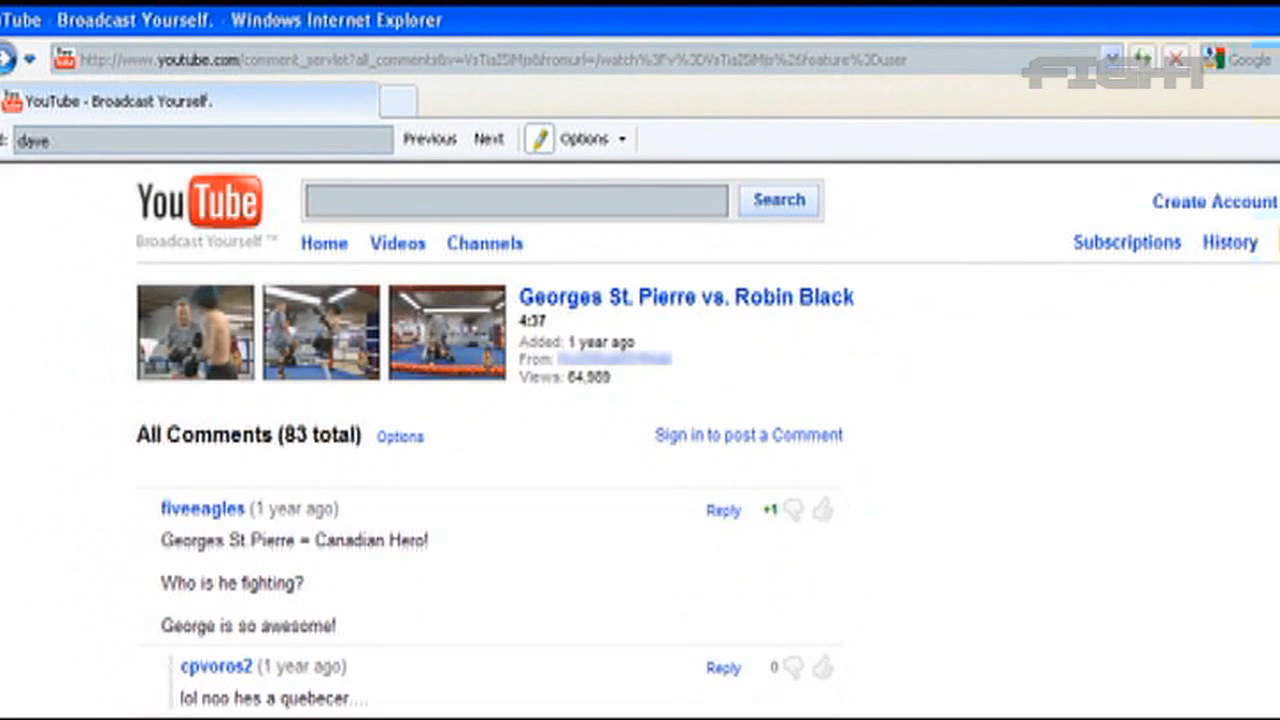 Tube - Broadcast Yourself. - Windows Internet Explorer
FIGHT
Google
YouTube - Broadcast Yourself.
dave
Previous Next Options
YouTube
Search
Create Account
Broadcast Yourself ™
Home Videos Channels
Subscriptions History
Georges St. Pierre vs. Robin Black
4:37
Added: 1 year ago
From:
Views: 64,969
All Comments (83 total) Options
Sign in to post a Comment
fiveeagles (1 year ago)
Reply +1
Georges St Pierre = Canadian Hero!
Who is he fighting?
George is so awesome!
cpvoros2 (1 year ago)
Reply 0
lol noo hes a quebecer....